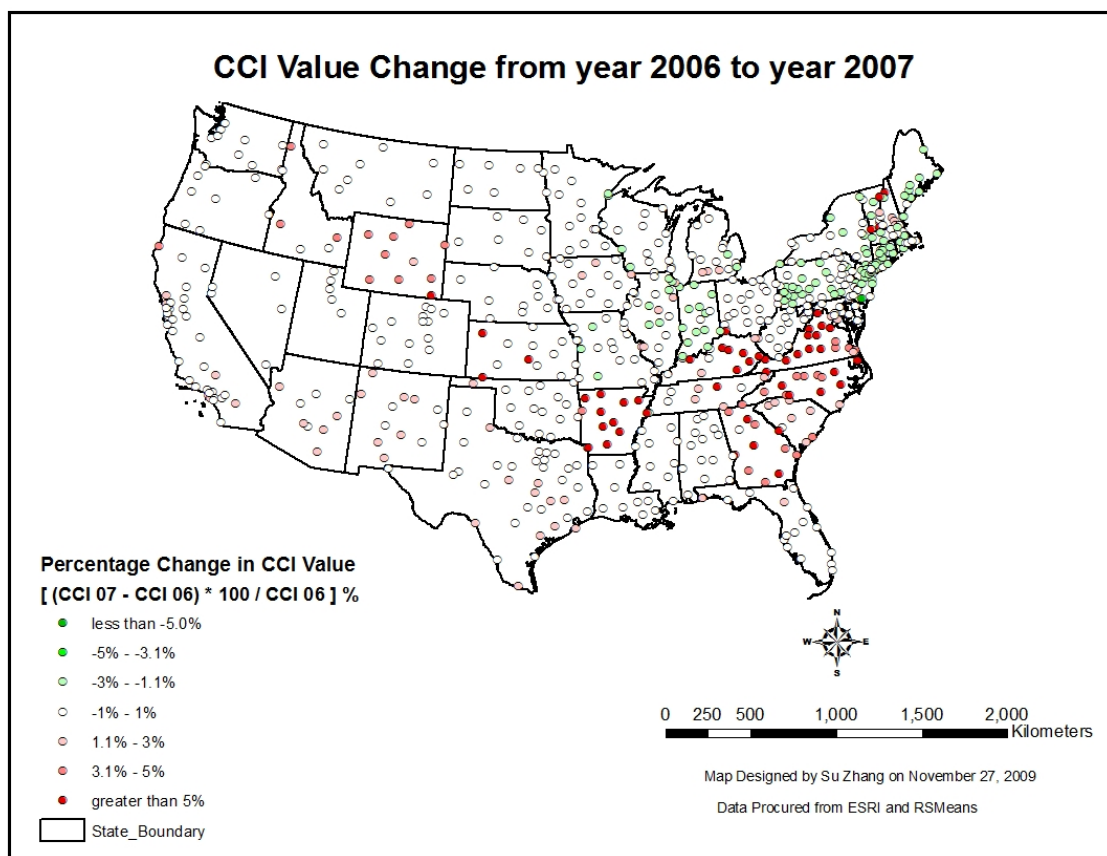 CCI Value Change from year 2006 to year 2007
Percentage Change in CCI Value
[ (CCI 07 - CCI 06) * 100 / CCI 06 ] %
less than -5.0%
-5% - -3.1%
-3% - -1.1%
-1% - 1%
1.1% - 3%
3.1% - 5%
greater than 5%
State_Boundary
N
W E
S
0 250 500 1,000 1,500 2,000
Kilometers
Map Designed by Su Zhang on November 27, 2009
Data Procured from ESRI and RSMeans